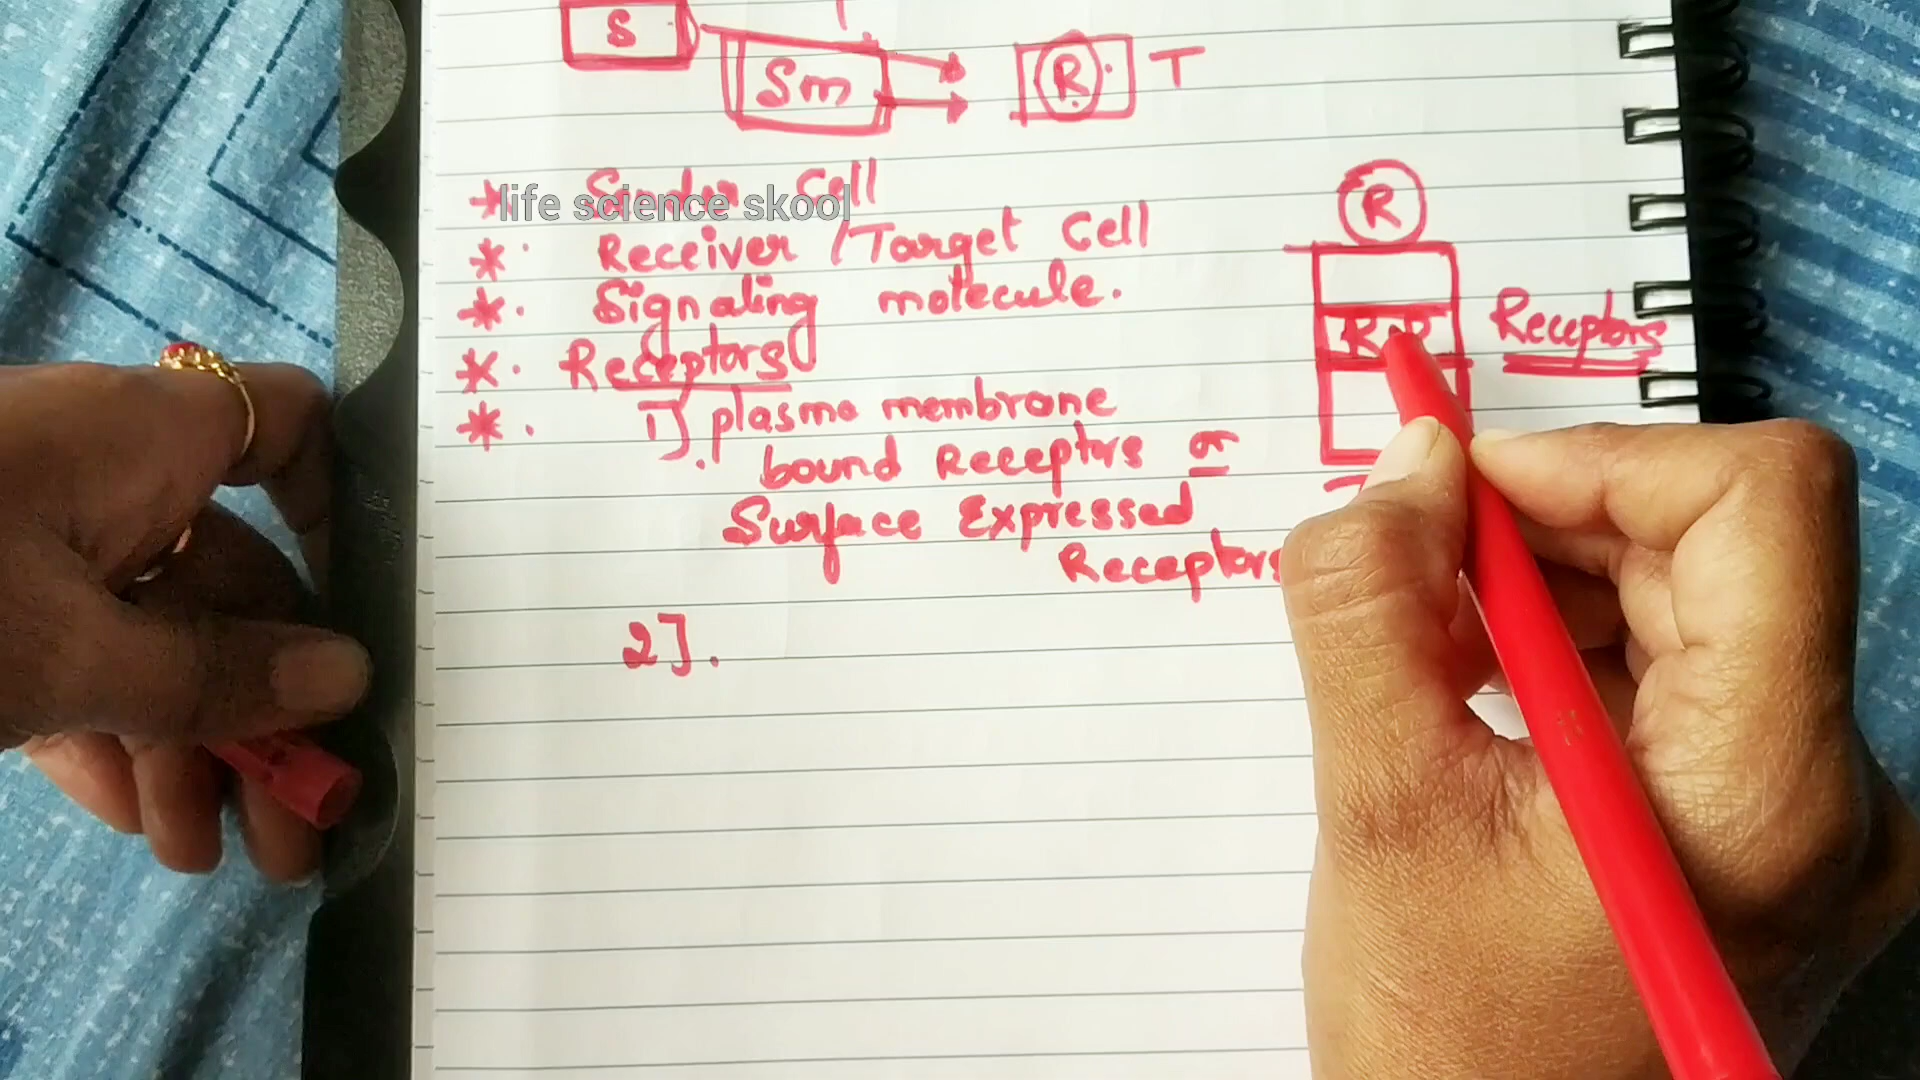 S
Sm
R
T
* Sender Cell
life science skool
*. Receiver / Target Cell
*. Signaling molecule.
*. Receptors
*. 1]. plasma membrane
bound Receptors or
Surface Expressed
Receptors
2].
R
R R
Receptors